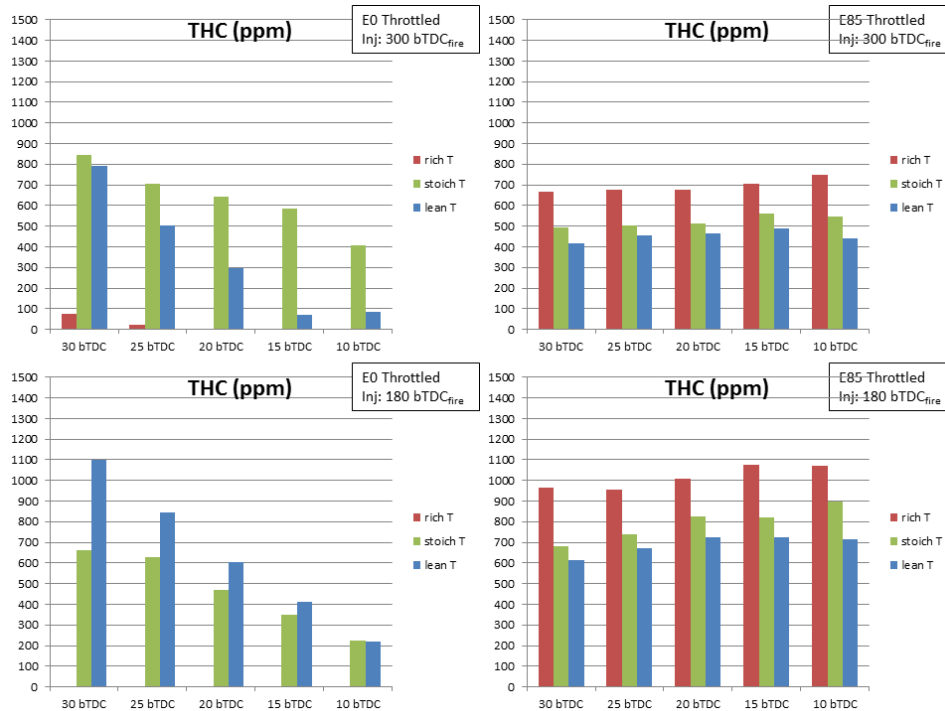 THC (ppm)
E0 Throttled
Inj: 300 bTDCfire
1500
1400
1300
1200
1100
1000
900
800
700
600
500
400
300
200
100
0
30 bTDC 25 bTDC 20 bTDC 15 bTDC 10 bTDC
rich T
stoich T
lean T
THC (ppm)
E85 Throttled
Inj: 300 bTDCfire
1500
1400
1300
1200
1100
1000
900
800
700
600
500
400
300
200
100
0
30 bTDC 25 bTDC 20 bTDC 15 bTDC 10 bTDC
rich T
stoich T
lean T
THC (ppm)
E0 Throttled
Inj: 180 bTDCfire
1500
1400
1300
1200
1100
1000
900
800
700
600
500
400
300
200
100
0
30 bTDC 25 bTDC 20 bTDC 15 bTDC 10 bTDC
rich T
stoich T
lean T
THC (ppm)
E85 Throttled
Inj: 180 bTDCfire
1500
1400
1300
1200
1100
1000
900
800
700
600
500
400
300
200
100
0
30 bTDC 25 bTDC 20 bTDC 15 bTDC 10 bTDC
rich T
stoich T
lean T